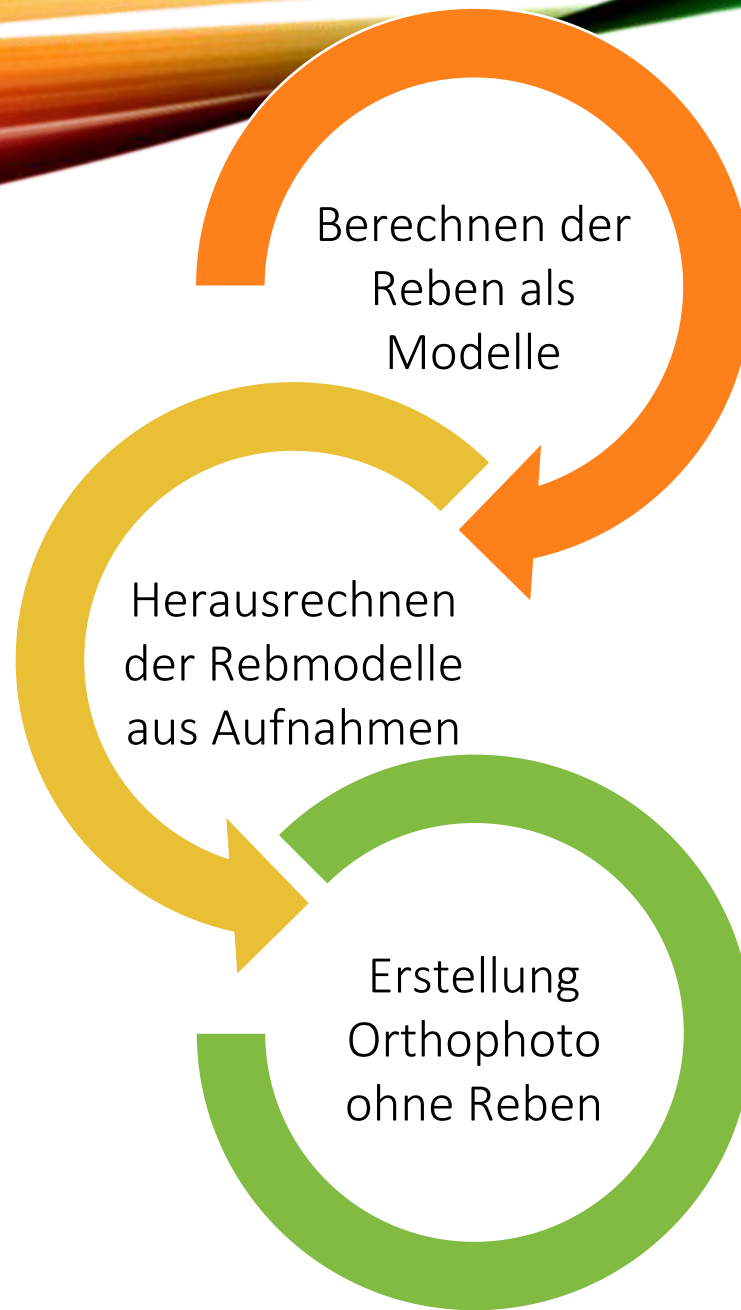 Berechnen der
Reben als
Modelle
Herausrechnen
der Rebmodelle
aus Aufnahmen
Erstellung
Orthophoto
ohne Reben